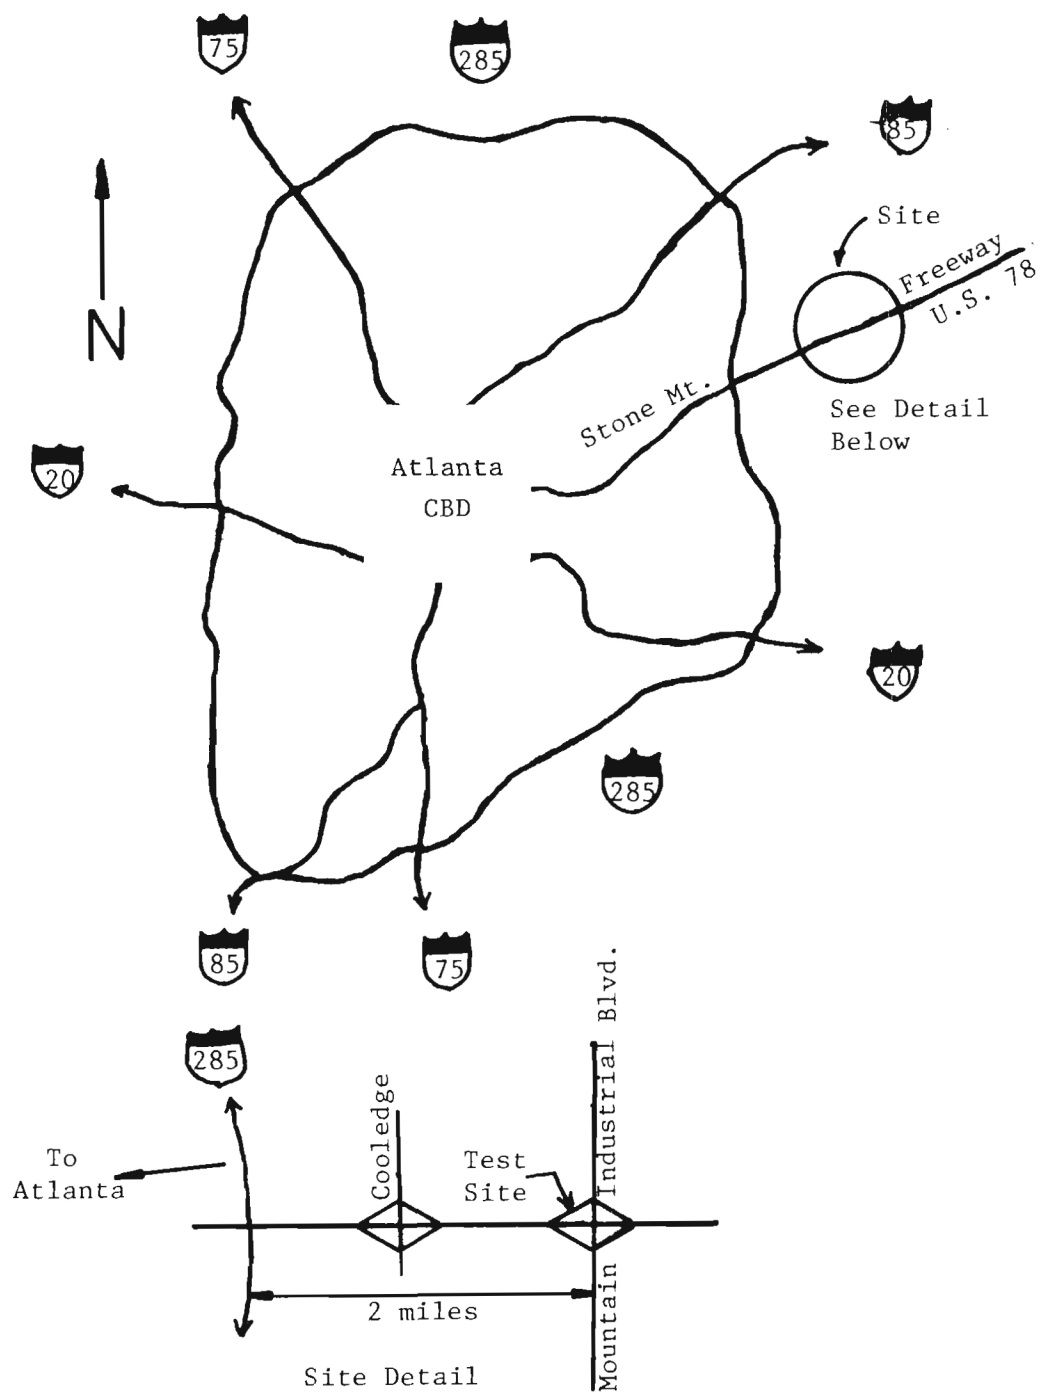 75
285
85
Site
Freeway
U.S. 78
Stone Mt.
See Detail
Below
20
Atlanta
CBD
20
285
85
75
285
Cooledge
Mountain Industrial Blvd.
To
Atlanta
Test
Site
2 miles
Site Detail
N